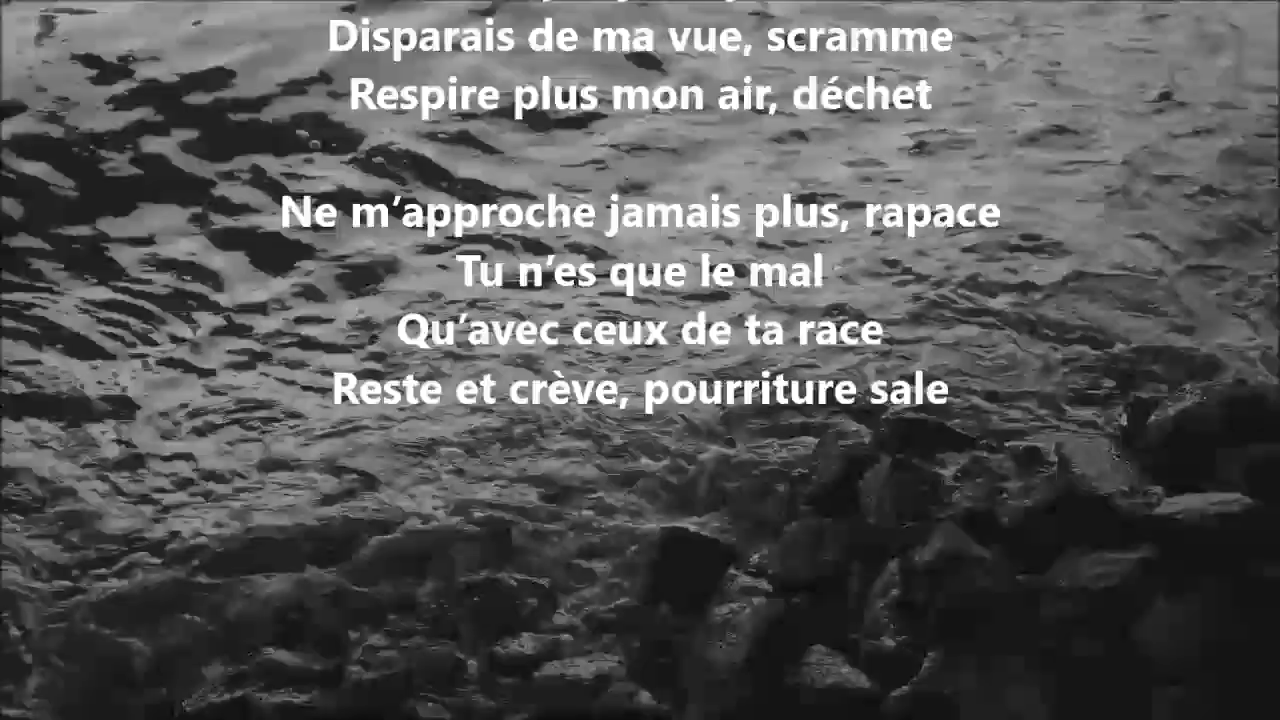 Disparais de ma vue, scramme
Respire plus mon air, déchet
Ne m’approche jamais plus, rapace
Tu n’es que le mal
Qu’avec ceux de ta race
Reste et crève, pourriture sale